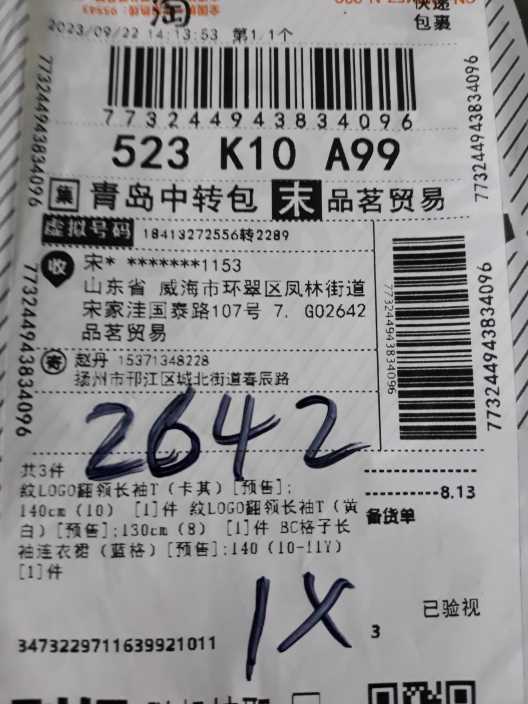 淘
快递
包裹
2023/09/22 14:13:53 第1/1个
773244943834096
773244943834096
773244943834096
523 K10 A99
集 青岛中转包 末 品茗贸易
虚拟号码 18413272556转2289
收 宋* *******1153
山东省 威海市环翠区凤林街道
宋家洼国泰路107号 7. G02642
品茗贸易
773244943834096
773244943834096
773244943834096
寄 赵丹 15371348228
扬州市邗江区城北街道春辰路
2642
共3件
纹LOGO翻领长袖T（卡其）[预售];
140cm（10） [1]件 纹LOGO翻领长袖T（黄
白）[预售];130cm（8） [1]件 BC格子长
袖连衣裙（蓝格）[预售];140（10-11Y）
[1]件
----------8.13
备货单
1X
已验视
3
3473229711639921011